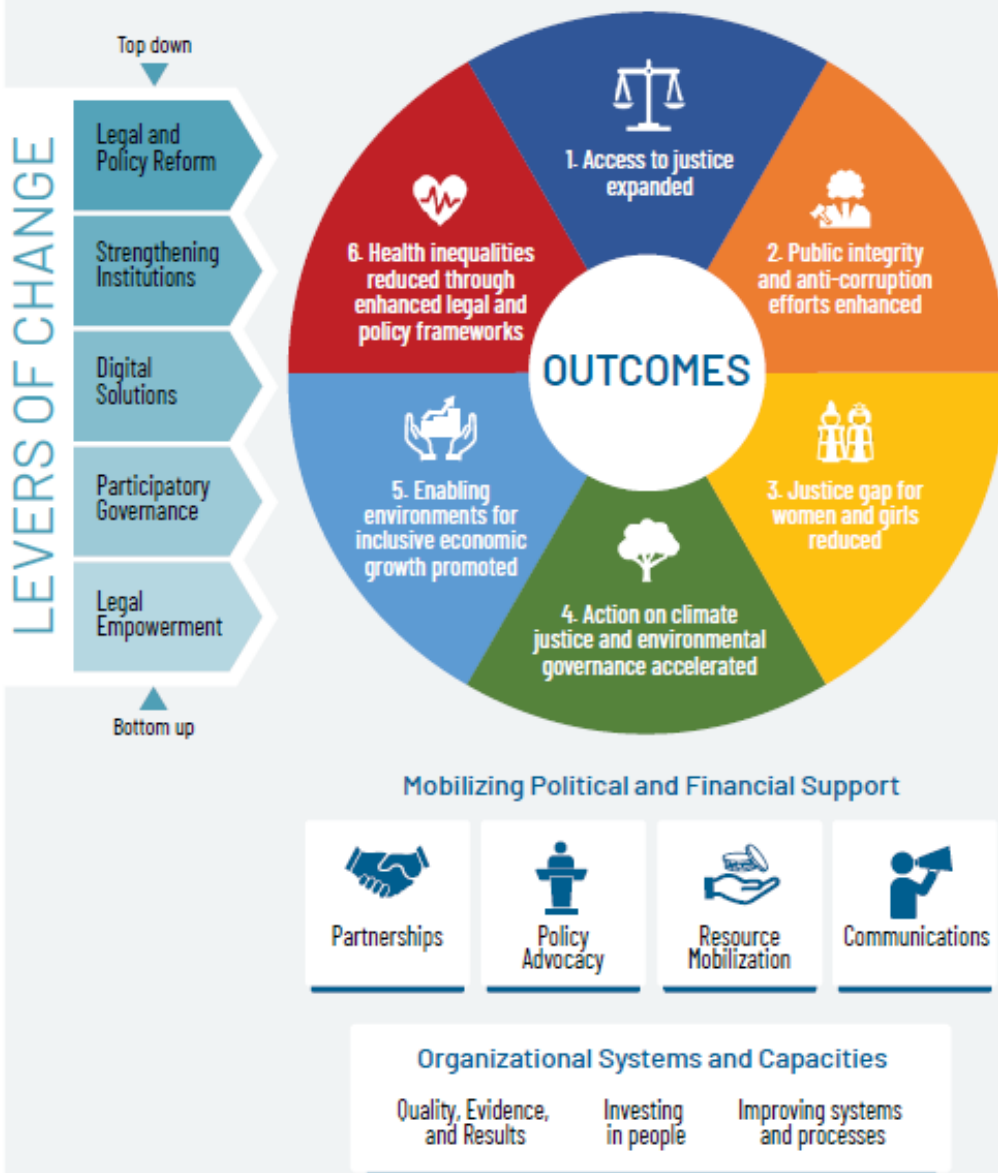 Top down
LEVERS OF CHANGE
Legal and
Policy Reform
Strengthening
Institutions
Digital
Solutions
Participatory
Governance
Legal
Empowerment
Bottom up
OUTCOMES
1. Access to justice
expanded
2. Public integrity
and anti-corruption
efforts enhanced
3. Justice gap for
women and girls
reduced
4. Action on climate
justice and environmental
governance accelerated
5. Enabling
environments for
inclusive economic
growth promoted
6. Health inequalities
reduced through
enhanced legal and
policy frameworks
Mobilizing Political and Financial Support
Partnerships
Policy
Advocacy
Resource
Mobilization
Communications
Organizational Systems and Capacities
Quality, Evidence,
and Results
Investing
in people
Improving systems
and processes